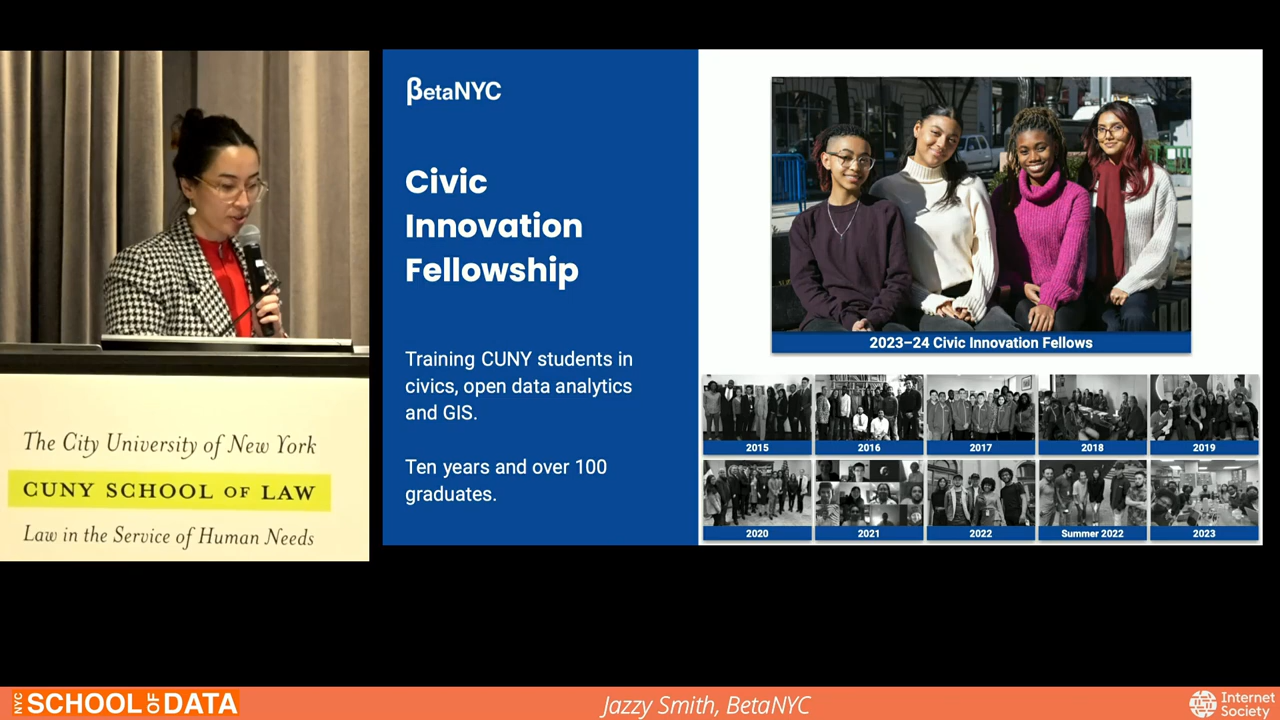 The City University of New York
CUNY SCHOOL OF LAW
Law in the Service of Human Needs
βetaNYC
Civic
Innovation
Fellowship
Training CUNY students in
civics, open data analytics
and GIS.
Ten years and over 100
graduates.
2023–24 Civic Innovation Fellows
2015
2016
2017
2018
2019
2020
2021
2022
Summer 2022
2023
NYC SCHOOL OF DATA
Jazzy Smith, BetaNYC
Internet
Society